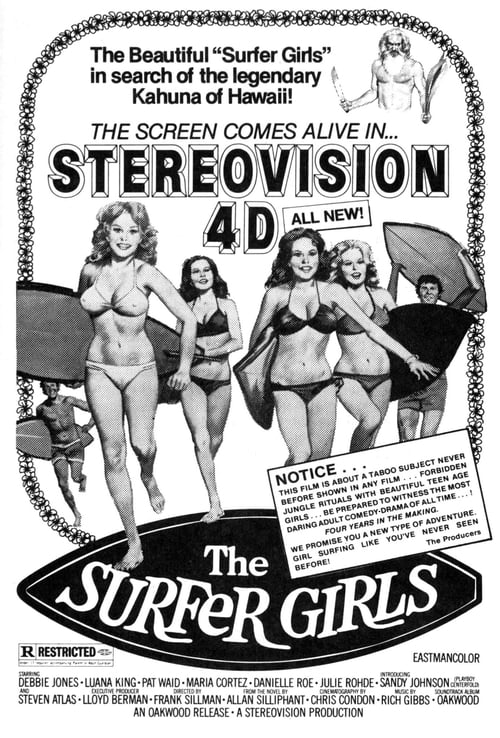 The Beautiful "Surfer Girls"
in search of the legendary
Kahuna of Hawaii!
THE SCREEN COMES ALIVE IN...
STEREOVISION
4D
ALL NEW!
NOTICE . . .
THIS FILM IS ABOUT A TABOO SUBJECT NEVER
BEFORE SHOWN IN ANY FILM . . . FORBIDDEN
JUNGLE RITUALS WITH BEAUTIFUL TEEN AGE
GIRLS . . . BE PREPARED TO WITNESS THE MOST
DARING ADULT COMEDY-DRAMA OF ALL TIME . . . !
FOUR YEARS IN THE MAKING.
WE PROMISE YOU A NEW TYPE OF ADVENTURE.
GIRL SURFING LIKE YOU'VE NEVER SEEN
BEFORE!
The Producers
The
SURFeR GIRLS
R RESTRICTED
EASTMANCOLOR
STARRING INTRODUCING
DEBBIE JONES • LUANA KING • PAT WAID • MARIA CORTEZ • DANIELLE ROE • JULIE ROHDE • SANDY JOHNSON (PLAYBOY CENTERFOLD)
AND EXECUTIVE PRODUCER DIRECTED BY FROM THE NOVEL BY CINEMATOGRAPHY BY MUSIC BY SOUNDTRACK ALBUM
STEVEN ATLAS • LLOYD BERMAN • FRANK SILLMAN • ALLAN SILLIPHANT • CHRIS CONDON • RICH GIBBS • OAKWOOD
AN OAKWOOD RELEASE • A STEREOVISION PRODUCTION